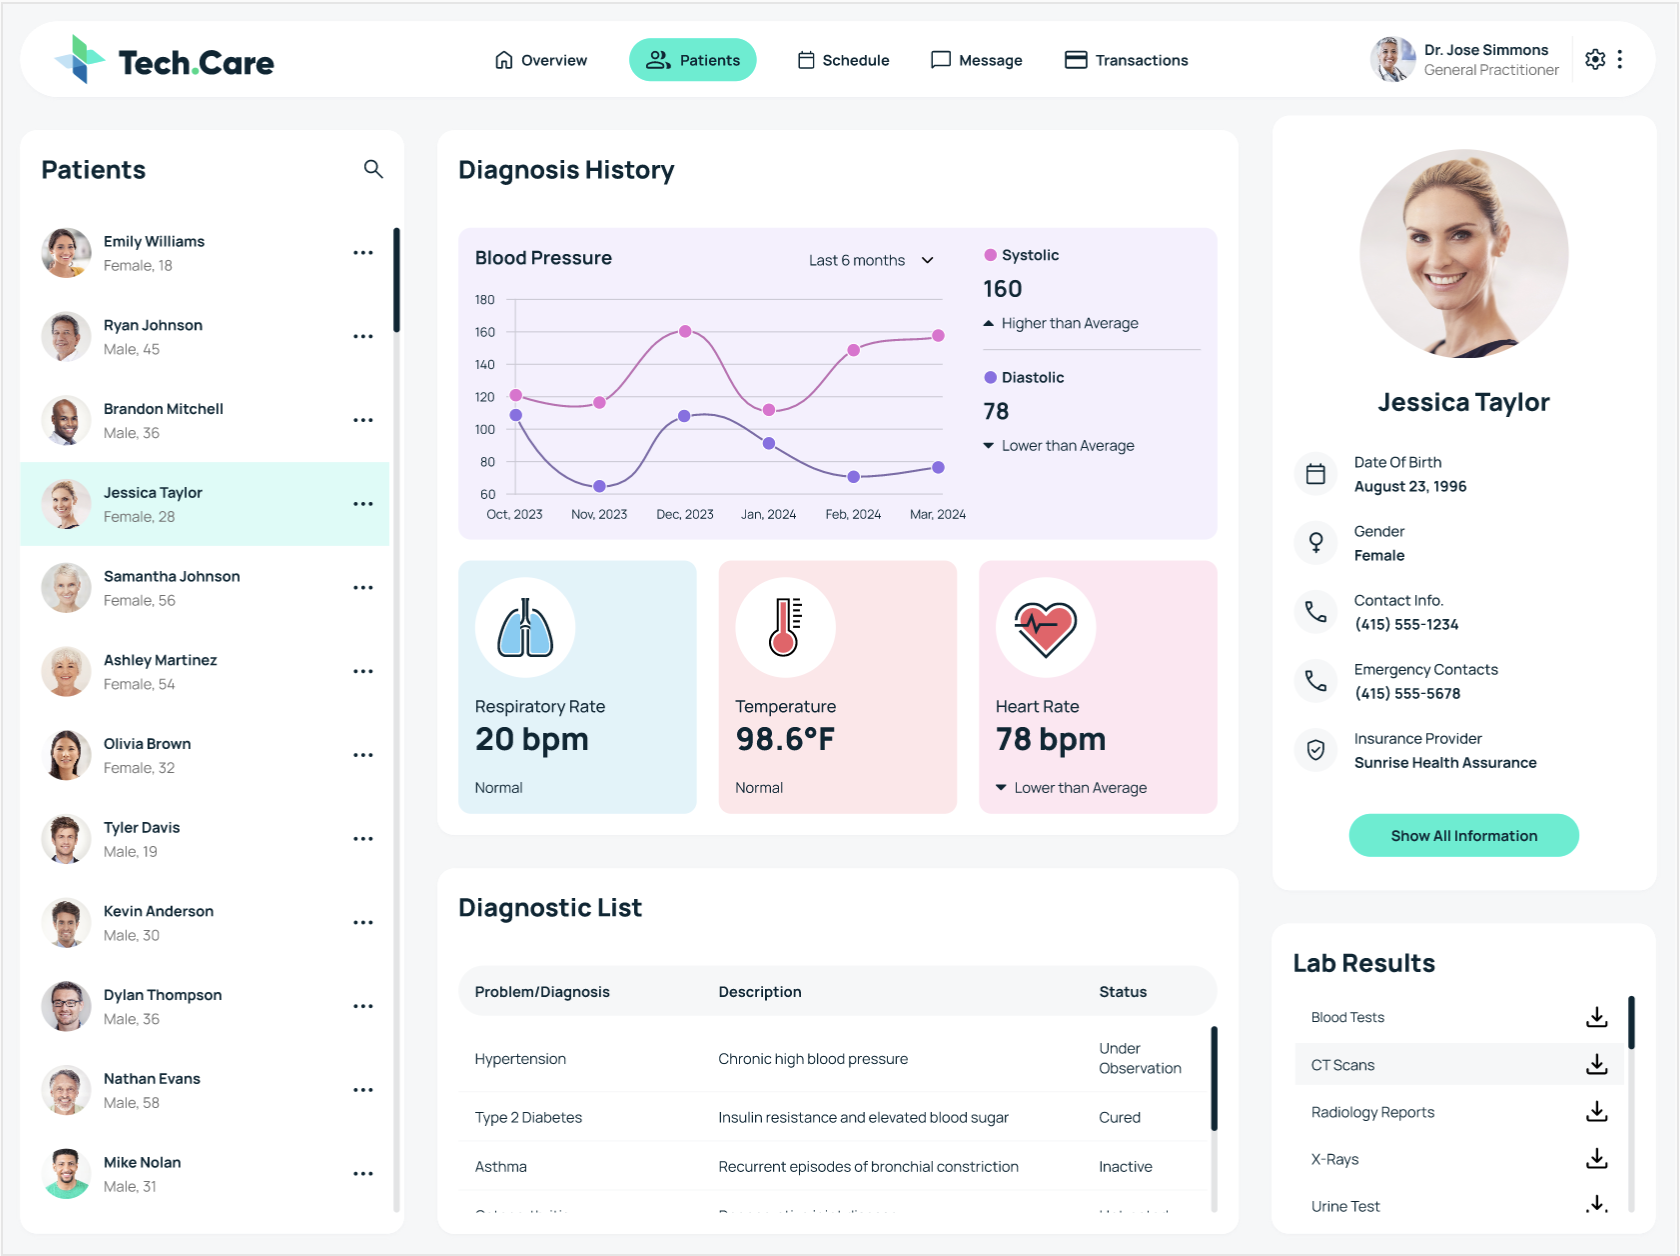 Tech.Care
Overview
Patients
Schedule
Message
Transactions
Dr. Jose Simmons
General Practitioner
Patients
Emily Williams
Female, 18
Ryan Johnson
Male, 45
Brandon Mitchell
Male, 36
Jessica Taylor
Female, 28
Samantha Johnson
Female, 56
Ashley Martinez
Female, 54
Olivia Brown
Female, 32
Tyler Davis
Male, 19
Kevin Anderson
Male, 30
Dylan Thompson
Male, 36
Nathan Evans
Male, 58
Mike Nolan
Male, 31
Diagnosis History
Blood Pressure
Last 6 months
180
160
140
120
100
80
60
Oct, 2023 Nov, 2023 Dec, 2023 Jan, 2024 Feb, 2024 Mar, 2024
Systolic
160
Higher than Average
Diastolic
78
Lower than Average
Respiratory Rate
20 bpm
Normal
Temperature
98.6°F
Normal
Heart Rate
78 bpm
Lower than Average
Diagnostic List
Problem/Diagnosis Description Status
Hypertension Chronic high blood pressure Under
Observation
Type 2 Diabetes Insulin resistance and elevated blood sugar Cured
Asthma Recurrent episodes of bronchial constriction Inactive
Jessica Taylor
Date Of Birth
August 23, 1996
Gender
Female
Contact Info.
(415) 555-1234
Emergency Contacts
(415) 555-5678
Insurance Provider
Sunrise Health Assurance
Show All Information
Lab Results
Blood Tests
CT Scans
Radiology Reports
X-Rays
Urine Test